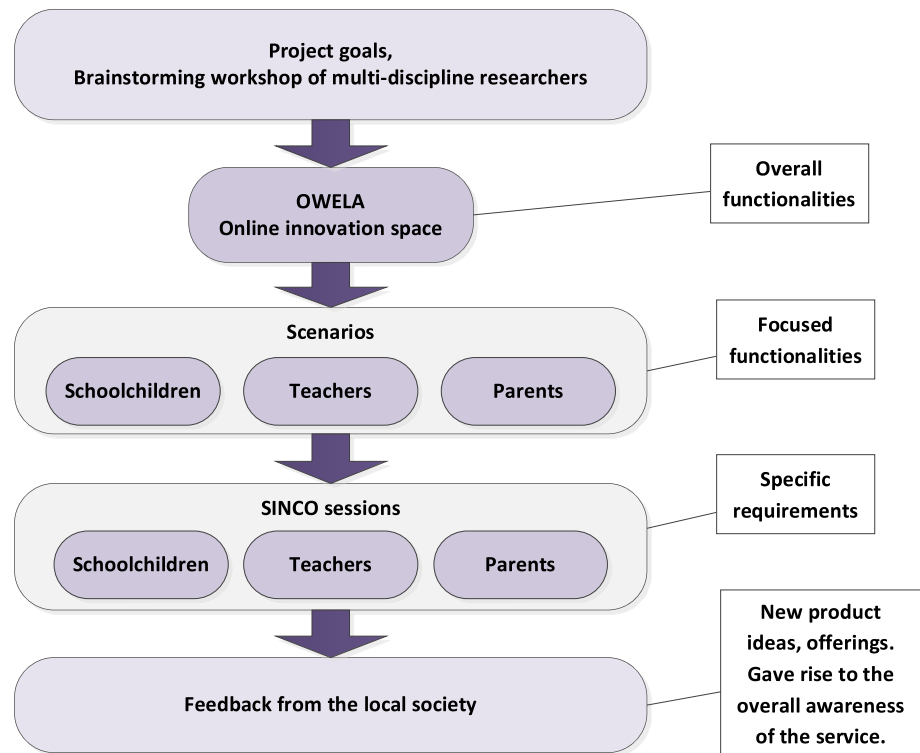 Project goals,
Brainstorming workshop of multi-discipline researchers
OWELA
Online innovation space
Overall
functionalities
Scenarios
Schoolchildren
Teachers
Parents
Focused
functionalities
SINCO sessions
Schoolchildren
Teachers
Parents
Specific
requirements
Feedback from the local society
New product
ideas, offerings.
Gave rise to the
overall awareness
of the service.